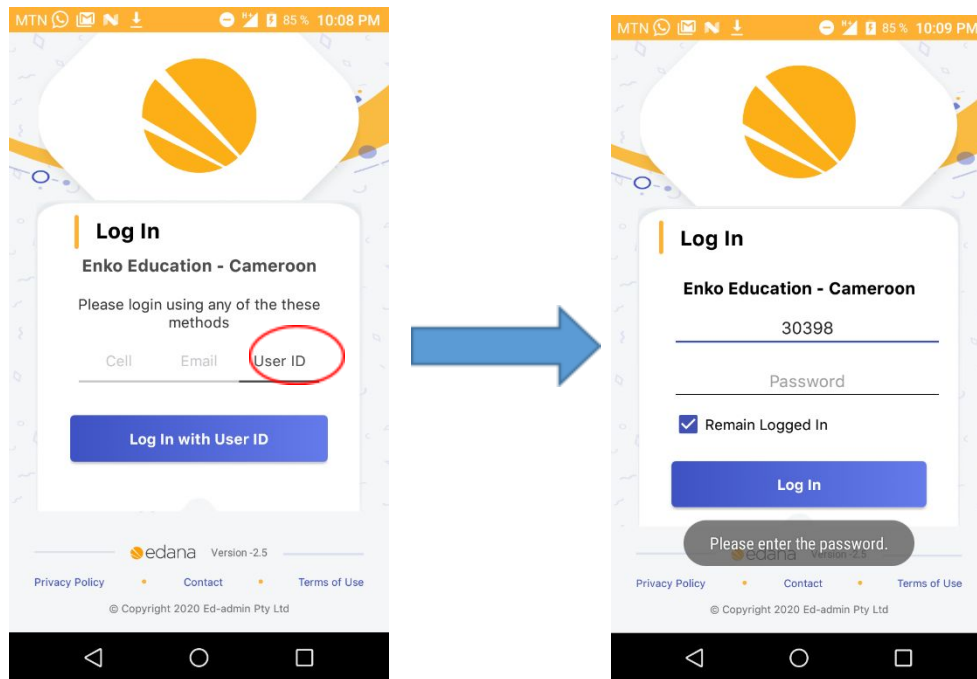 MTN 85 % 10:08 PM
Log In
Enko Education - Cameroon
Please login using any of the these
methods
Cell Email User ID
Log In with User ID
edana Version -2.5
Privacy Policy • Contact • Terms of Use
© Copyright 2020 Ed-admin Pty Ltd
MTN H+ 85 % 10:09 PM
Log In
Enko Education - Cameroon
30398
Password
Remain Logged In
Log In
Please enter the password.
edana Version -2.5
Privacy Policy • Contact • Terms of Use
© Copyright 2020 Ed-admin Pty Ltd